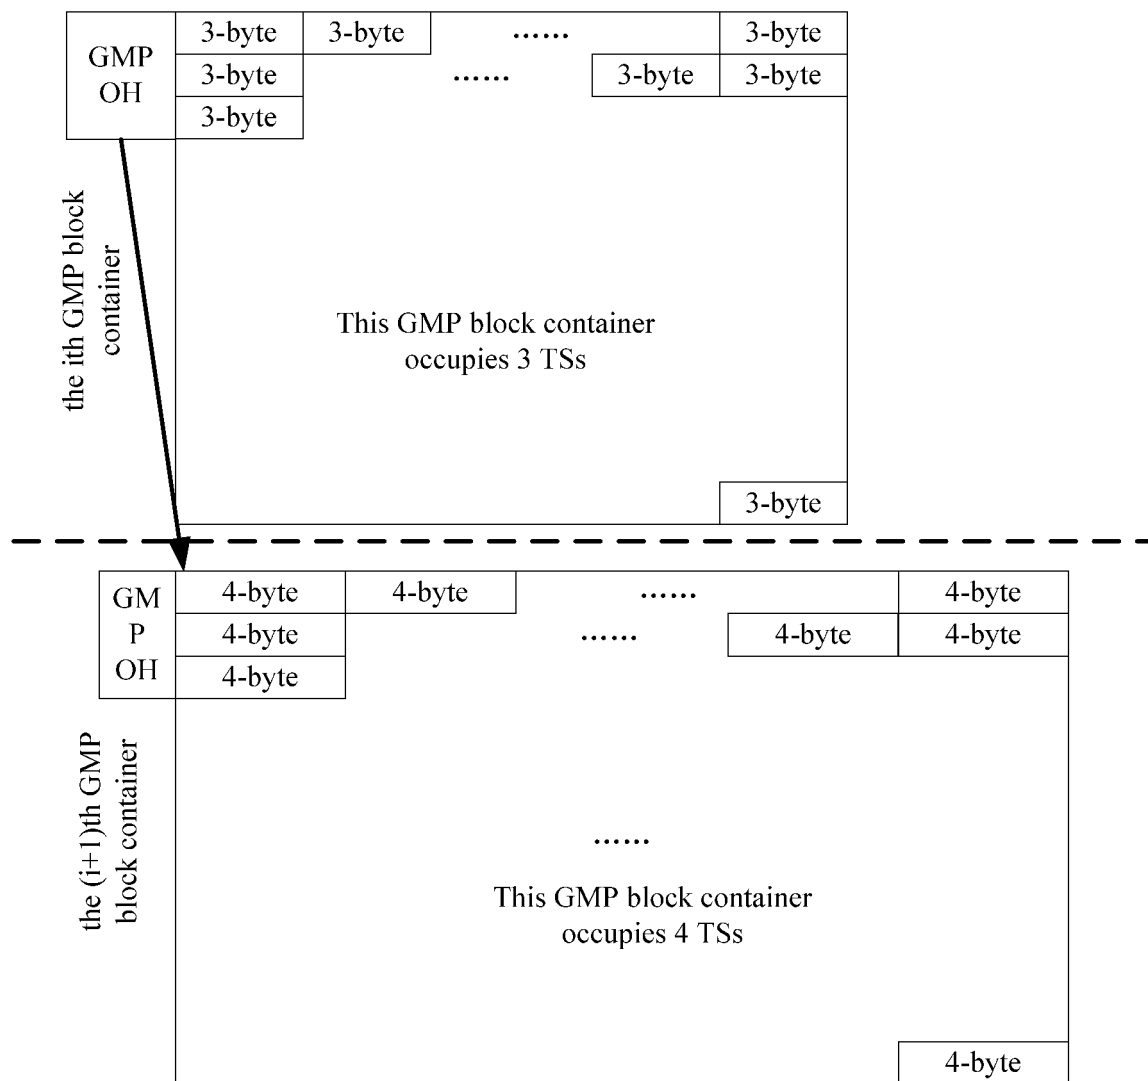 GMP
OH
3-byte 3-byte ...... 3-byte
3-byte ...... 3-byte 3-byte
3-byte
the ith GMP block
container
This GMP block container
occupies 3 TSs
3-byte
GM
P
OH
4-byte 4-byte ...... 4-byte
4-byte ...... 4-byte 4-byte
4-byte
the (i+1)th GMP
block container
......
This GMP block container
occupies 4 TSs
4-byte